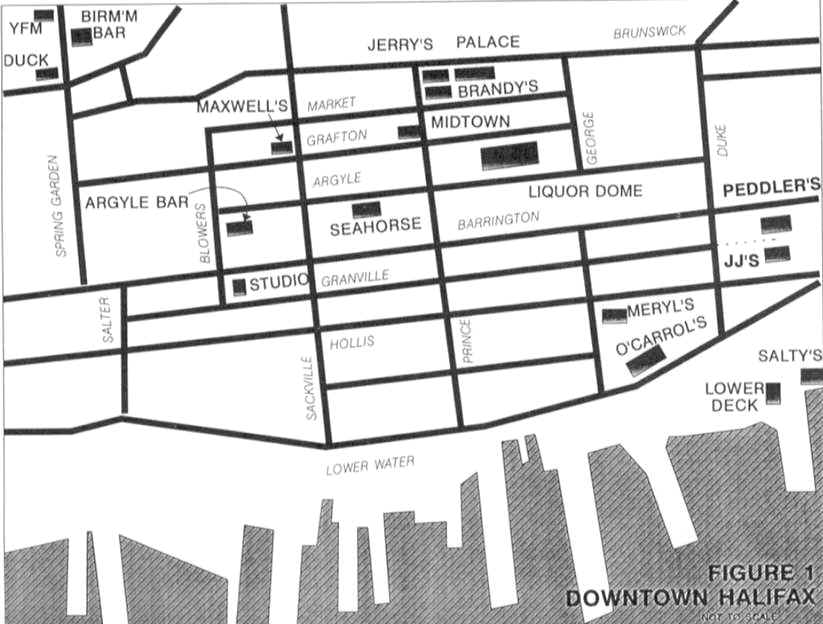 YFM
BIRM'M
BAR
DUCK
JERRY'S PALACE
BRUNSWICK
BRANDY'S
MAXWELL'S
MARKET
MIDTOWN
GRAFTON
GEORGE
DUKE
ARGYLE
SPRING GARDEN
ARGYLE BAR
BLOWERS
LIQUOR DOME
PEDDLER'S
SEAHORSE
BARRINGTON
JJ'S
STUDIO
GRANVILLE
SALTER
MERYL'S
HOLLIS
PRINCE
O'CARROL'S
SACKVILLE
SALTY'S
LOWER
DECK
LOWER WATER
FIGURE 1
DOWNTOWN HALIFAX
NOT TO SCALE